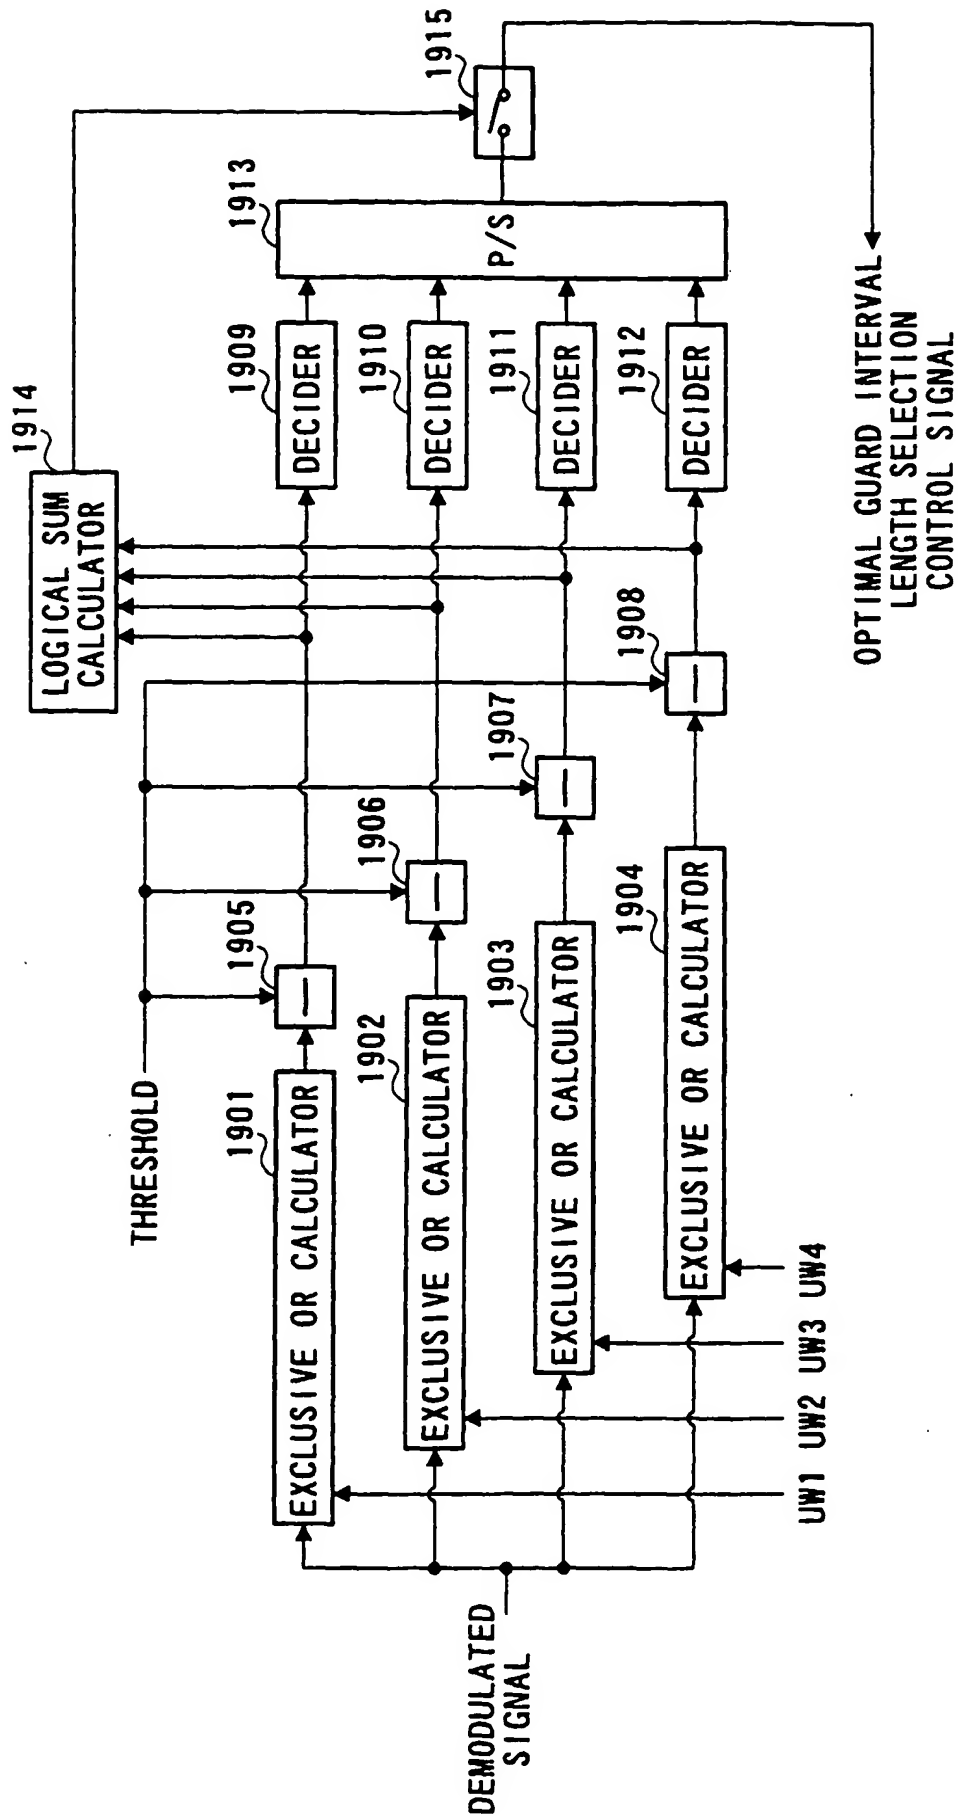 1914
LOGICAL SUM
CALCULATOR
1915
1913
P/S
THRESHOLD
1901
EXCLUSIVE OR CALCULATOR
1905
—
1909
DECIDER
1902
EXCLUSIVE OR CALCULATOR
1906
—
1910
DECIDER
DEMODULATED
SIGNAL
1903
EXCLUSIVE OR CALCULATOR
1907
—
1911
DECIDER
1904
EXCLUSIVE OR CALCULATOR
1908
—
1912
DECIDER
UW1 UW2 UW3 UW4
OPTIMAL GUARD INTERVAL
LENGTH SELECTION
CONTROL SIGNAL